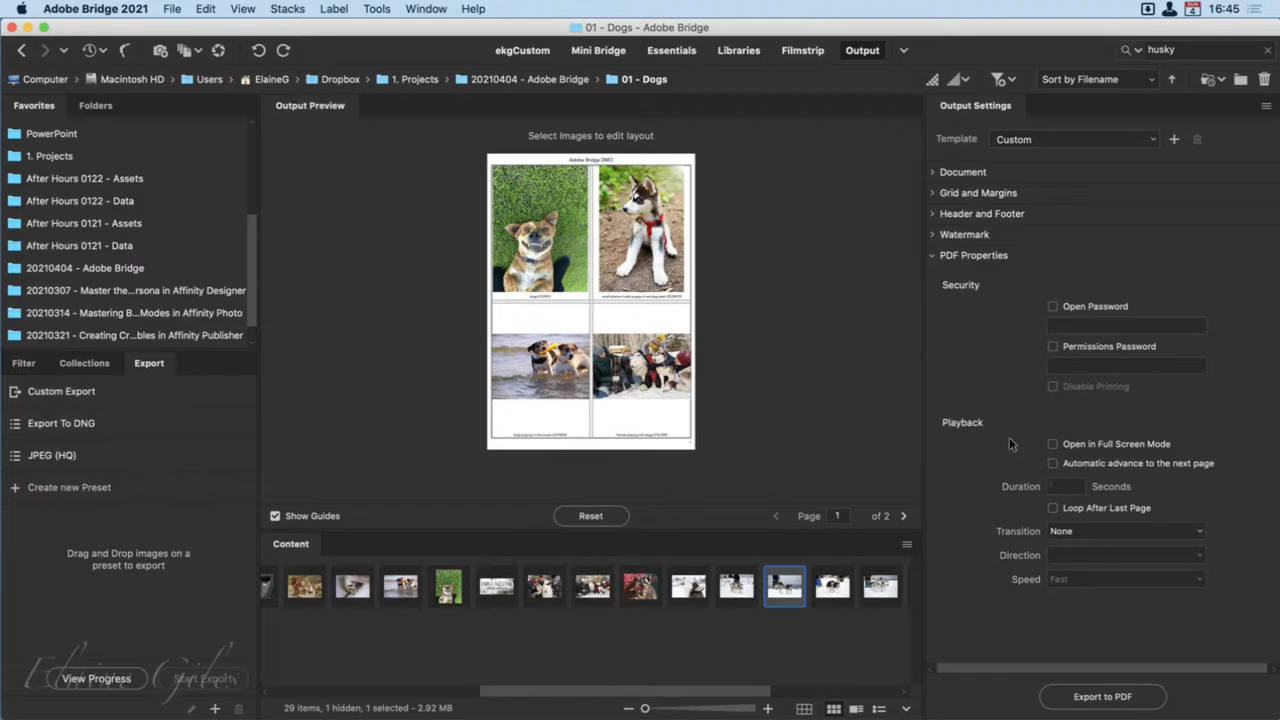 Adobe Bridge 2021 File Edit View Stacks Label Tools Window Help 4 16:45
01 - Dogs - Adobe Bridge
ekgCustom Mini Bridge Essentials Libraries Filmstrip Output husky
Computer Macintosh HD Users ElaineG Dropbox 1. Projects 20210404 - Adobe Bridge 01 - Dogs Sort by Filename
Favorites Folders
PowerPoint
1. Projects
After Hours 0122 - Assets
After Hours 0122 - Data
After Hours 0121 - Assets
After Hours 0121 - Data
20210404 - Adobe Bridge
20210307 - Master the...rsona in Affinity Designer
20210314 - Mastering B...Modes in Affinity Photo
20210321 - Creating Cr...bles in Affinity Publisher
Filter Collections Export
Custom Export
Export To DNG
JPEG (HQ)
Create new Preset
Drag and Drop images on a
preset to export
View Progress Start Export
Output Preview
Select Images to edit layout
Adobe Bridge DMO
Show Guides Reset Page 1 of 2
Content
29 items, 1 hidden, 1 selected - 2.92 MB
Output Settings
Template Custom
Document
Grid and Margins
Header and Footer
Watermark
PDF Properties
Security
Open Password
Permissions Password
Disable Printing
Playback
Open in Full Screen Mode
Automatic advance to the next page
Duration 1 Seconds
Loop After Last Page
Transition None
Direction
Speed Fast
Export to PDF
Elaine Giles